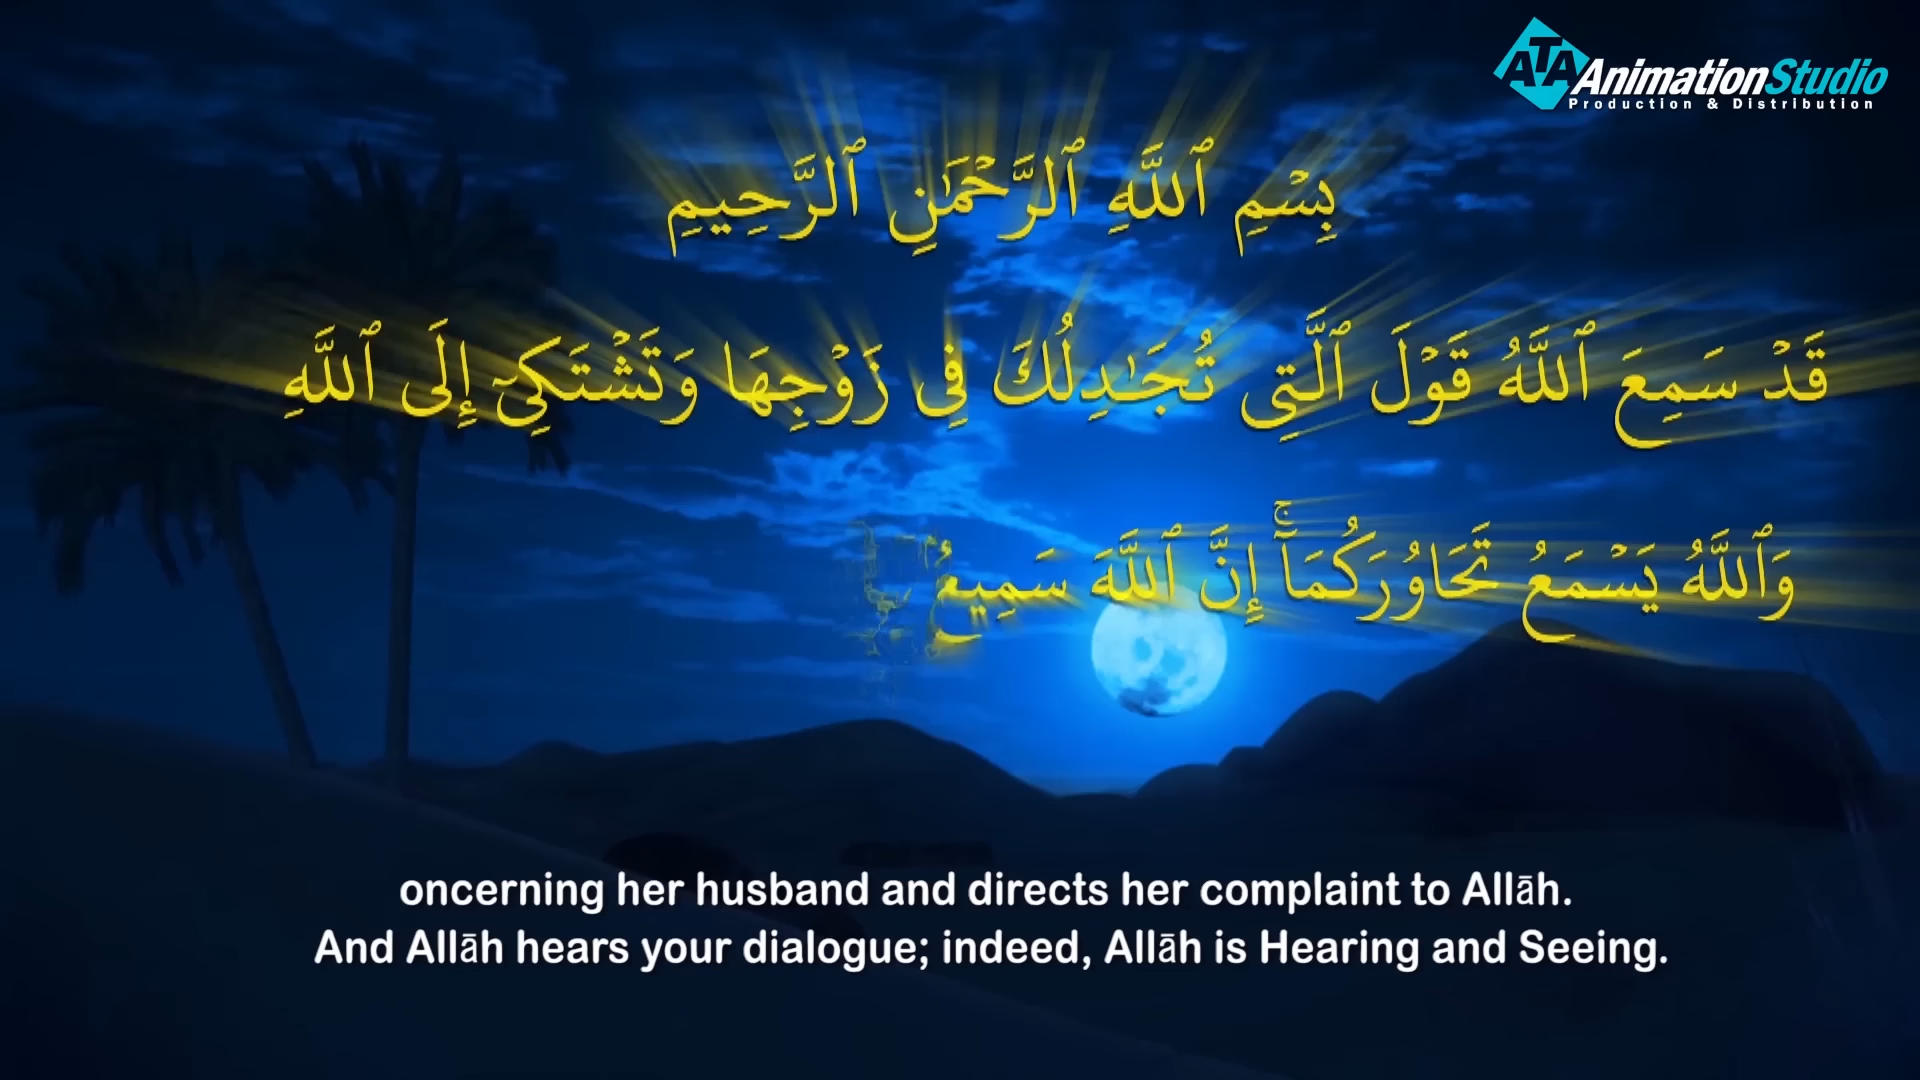 ATA AnimationStudio
Production & Distribution
بِسْمِ ٱللَّهِ ٱلرَّحْمَٰنِ ٱلرَّحِيمِ
قَدْ سَمِعَ ٱللَّهُ قَوْلَ ٱلَّتِى تُجَٰدِلُكَ فِى زَوْجِهَا وَتَشْتَكِىٓ إِلَى ٱللَّهِ
وَٱللَّهُ يَسْمَعُ تَحَاوُرَكُمَآ ۚ إِنَّ ٱللَّهَ سَمِيعٌ
oncerning her husband and directs her complaint to Allāh.
And Allāh hears your dialogue; indeed, Allāh is Hearing and Seeing.